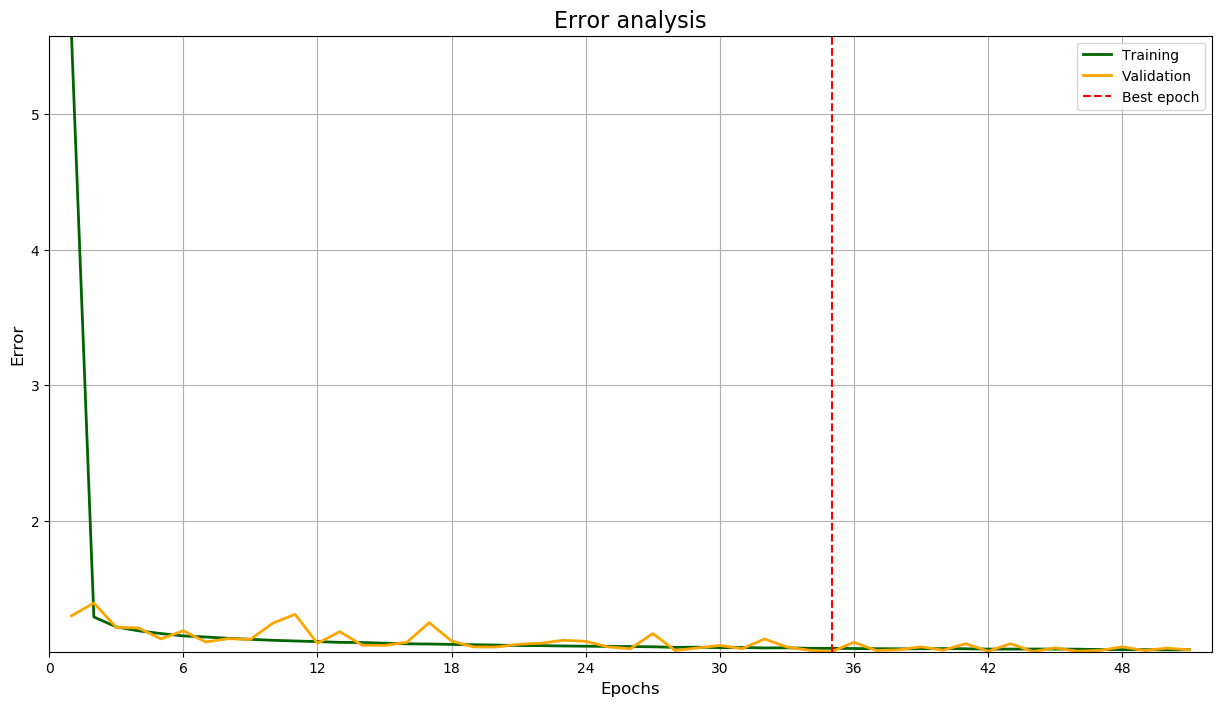 Error analysis
Training
Validation
Best epoch
Error
5
4
3
2
0 6 12 18 24 30 36 42 48
Epochs